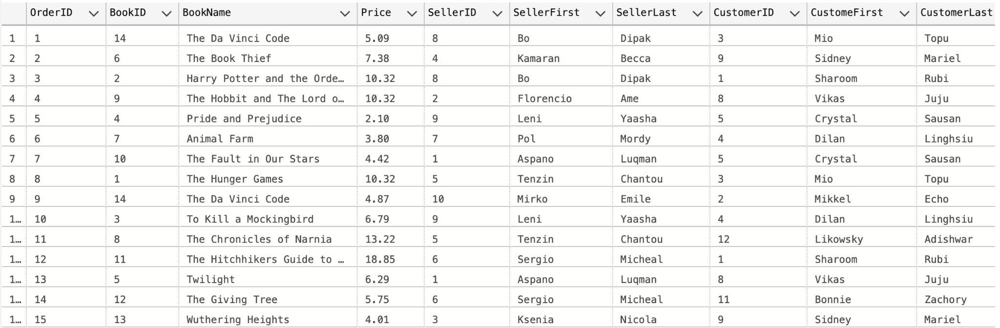 OrderID BookID BookName Price SellerID SellerFirst SellerLast CustomerID CustomeFirst CustomerLast
1 1 14 The Da Vinci Code 5.09 8 Bo Dipak 3 Mio Topu
2 2 6 The Book Thief 7.38 4 Kamaran Becca 9 Sidney Mariel
3 3 2 Harry Potter and the Orde… 10.32 8 Bo Dipak 1 Sharoom Rubi
4 4 9 The Hobbit and The Lord o… 10.32 2 Florencio Ame 8 Vikas Juju
5 5 4 Pride and Prejudice 2.10 9 Leni Yaasha 5 Crystal Sausan
6 6 7 Animal Farm 3.80 7 Pol Mordy 4 Dilan Linghsiu
7 7 10 The Fault in Our Stars 4.42 1 Aspano Luqman 5 Crystal Sausan
8 8 1 The Hunger Games 10.32 5 Tenzin Chantou 3 Mio Topu
9 9 14 The Da Vinci Code 4.87 10 Mirko Emile 2 Mikkel Echo
1… 10 3 To Kill a Mockingbird 6.79 9 Leni Yaasha 4 Dilan Linghsiu
1… 11 8 The Chronicles of Narnia 13.22 5 Tenzin Chantou 12 Likowsky Adishwar
1… 12 11 The Hitchhikers Guide to … 18.85 6 Sergio Micheal 1 Sharoom Rubi
1… 13 5 Twilight 6.29 1 Aspano Luqman 8 Vikas Juju
1… 14 12 The Giving Tree 5.75 6 Sergio Micheal 11 Bonnie Zachory
1… 15 13 Wuthering Heights 4.01 3 Ksenia Nicola 9 Sidney Mariel